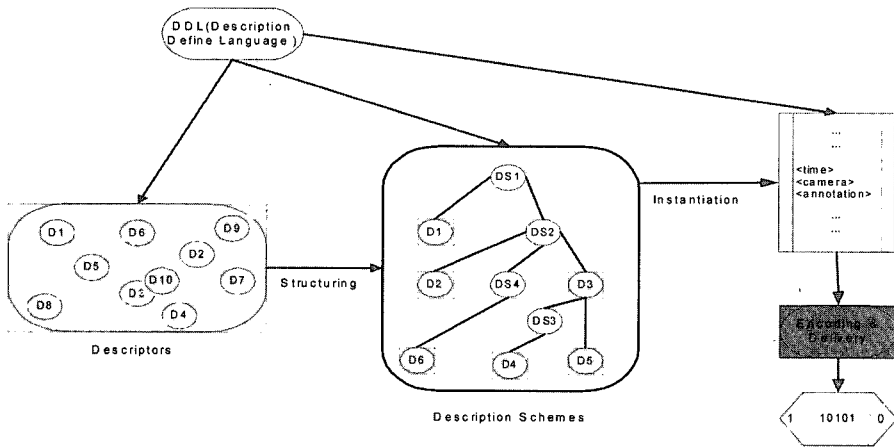 DDL(Description
Define Language)
...
...
<time>
<camera>
<annotation>
...
...
DS1
D1
D6
D9
D1
DS2
D2
D5
D10
D7
D2
DS4
D3
D8
D4
DS3
D6
D4
D5
Structuring
Instantiation
Descriptors
Description Schemes
Encoding &
Delivery
1 10101 0